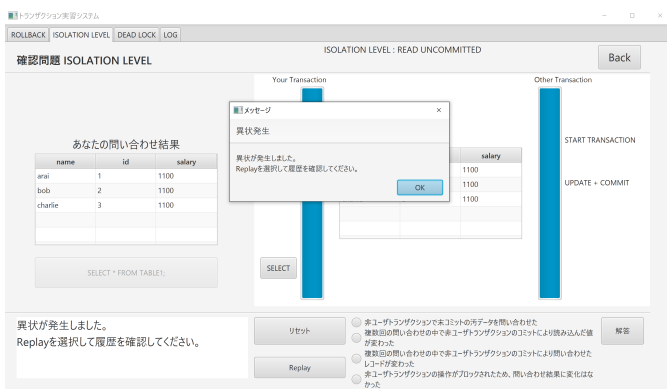 トランザクション実習システム
ROLLBACK ISOLATION LEVEL DEAD LOCK LOG
確認問題 ISOLATION LEVEL
ISOLATION LEVEL : READ UNCOMMITTED
Back
Your Transaction
Other Transaction
メッセージ
異状発生
異状が発生しました。
Replayを選択して履歴を確認してください。
OK
あなたの問い合わせ結果
name id salary
arai 1 1100
bob 2 1100
charlie 3 1100
salary
1100
1100
1100
START TRANSACTION
UPDATE + COMMIT
SELECT * FROM TABLE1;
SELECT
異状が発生しました。
Replayを選択して履歴を確認してください。
リセット
Replay
非ユーザトランザクションで未コミットの汚データを問い合わせた
複数回の問い合わせの中で非ユーザトランザクションのコミットにより読み込んだ値
が変わった
複数回の問い合わせの中で非ユーザトランザクションのコミットにより問い合わせた
レコードが変わった
非ユーザトランザクションの操作がブロックされたため、問い合わせ結果に変化はな
かった
解答